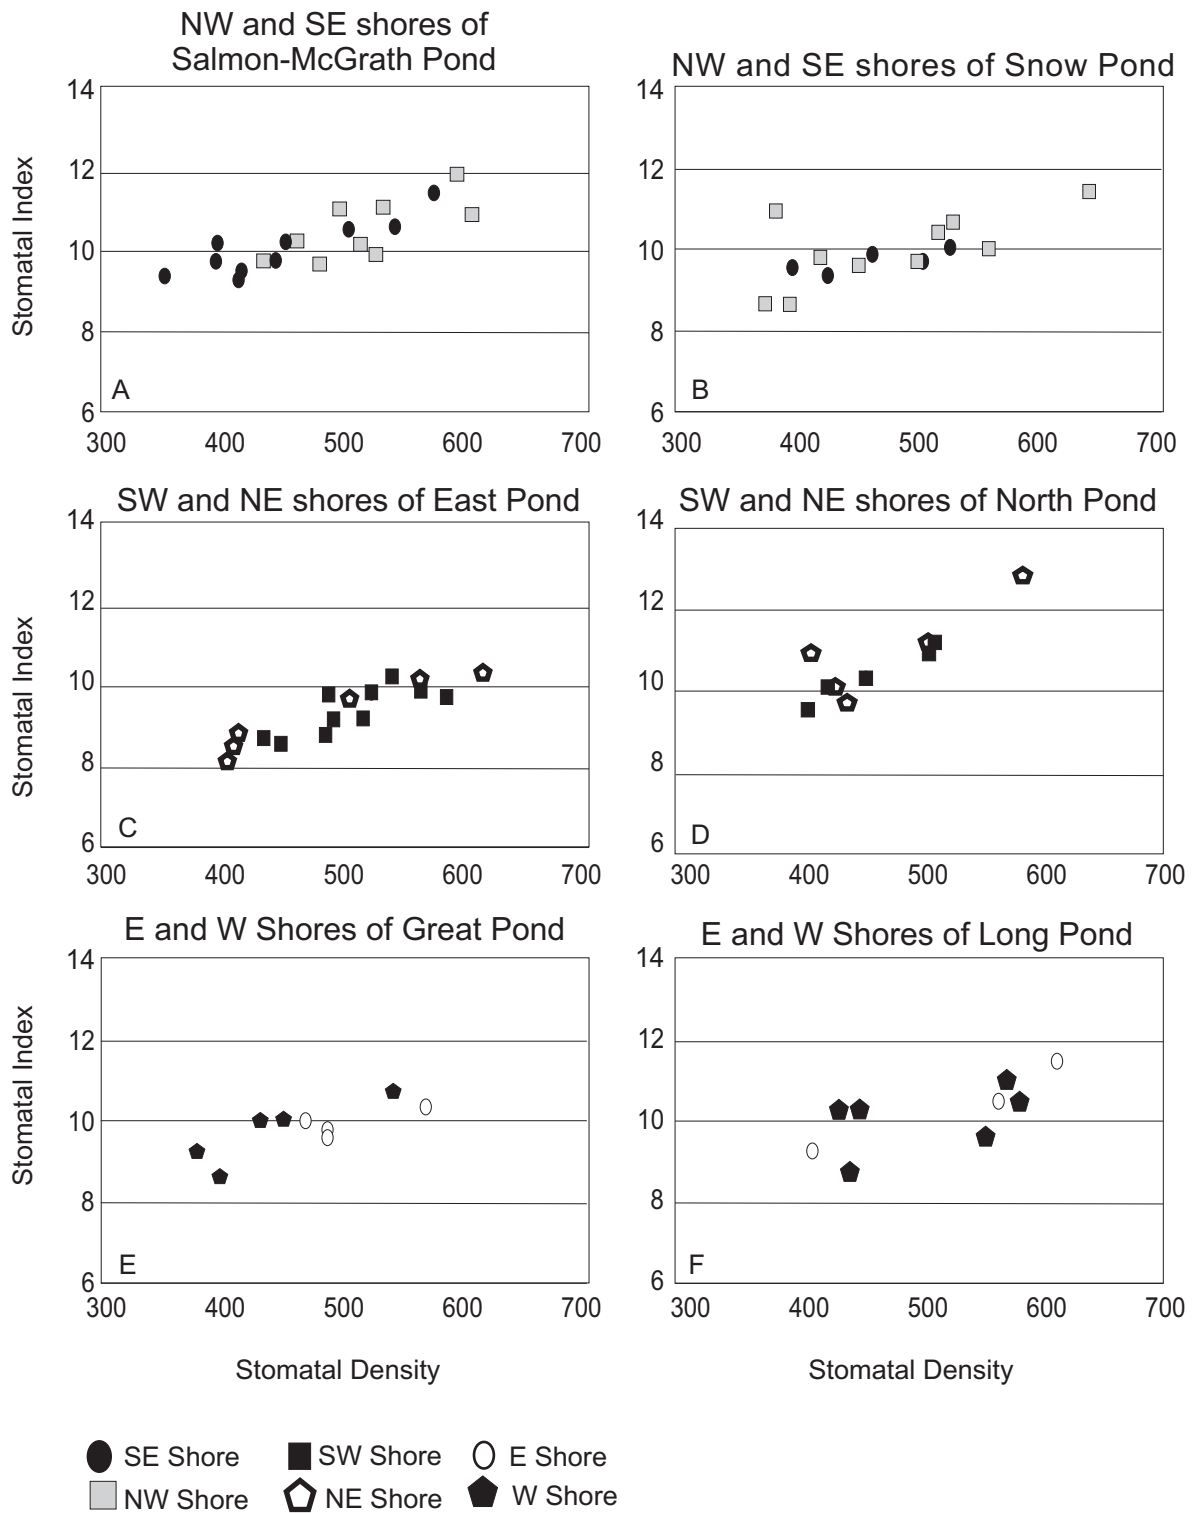 NW and SE shores of
Salmon-McGrath Pond
NW and SE shores of Snow Pond
Stomatal Index
14
12
10
8
6
A
300 400 500 600 700
14
12
10
8
6
B
300 400 500 600 700
SW and NE shores of East Pond
SW and NE shores of North Pond
Stomatal Index
14
12
10
8
6
C
300 400 500 600 700
14
12
10
8
6
D
300 400 500 600 700
E and W Shores of Great Pond
E and W Shores of Long Pond
Stomatal Index
14
12
10
8
6
E
300 400 500 600 700
14
12
10
8
6
F
300 400 500 600 700
Stomatal Density
Stomatal Density
SE Shore
SW Shore
E Shore
NW Shore
NE Shore
W Shore